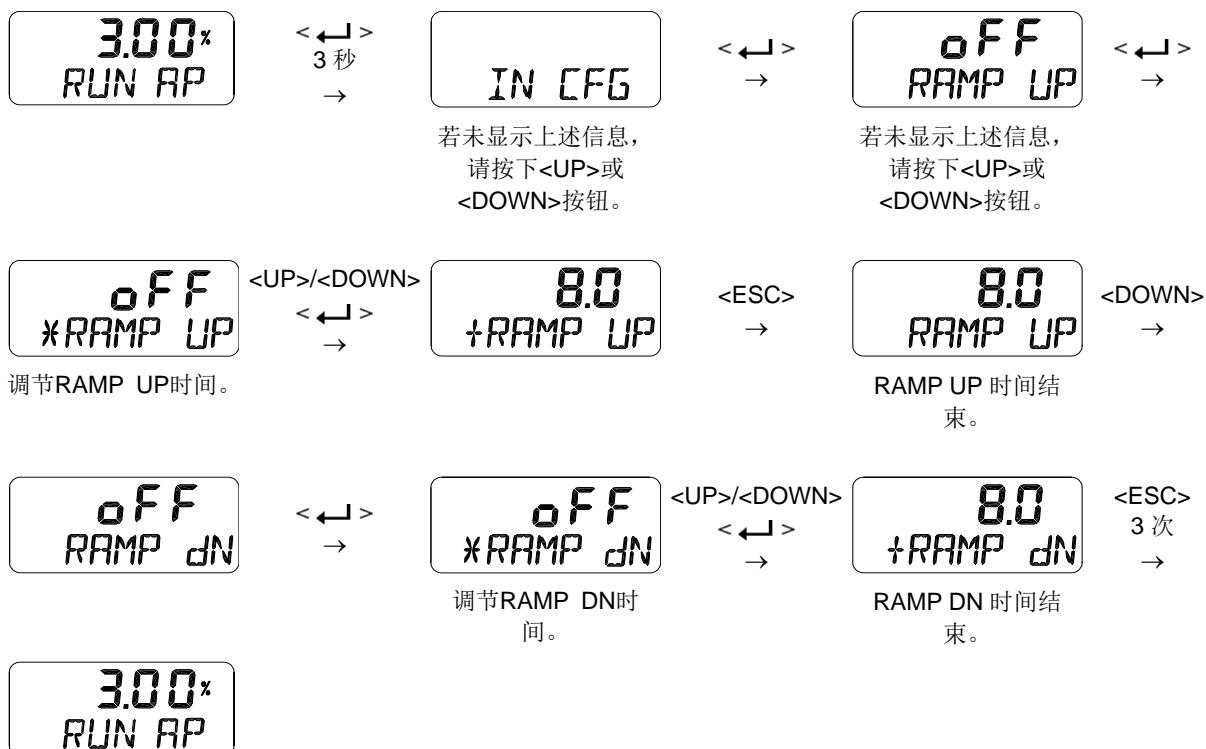 3.00%
RUN AP
< ↵ >
3 秒
→
IN CFG
若未显示上述信息，
请按下<UP>或
<DOWN>按钮。
< ↵ >
→
oFF
RAMP UP
若未显示上述信息，
请按下<UP>或
<DOWN>按钮。
< ↵ >
→
oFF
*RAMP UP
调节RAMP UP时间。
<UP>/<DOWN>
< ↵ >
→
8.0
+RAMP UP
<ESC>
→
8.0
RAMP UP
RAMP UP 时间结
束。
<DOWN>
→
oFF
RAMP dN
< ↵ >
→
oFF
*RAMP dN
调节RAMP DN时
间。
<UP>/<DOWN>
< ↵ >
→
8.0
+RAMP dN
RAMP DN 时间结
束。
<ESC>
3 次
→
3.00%
RUN AP